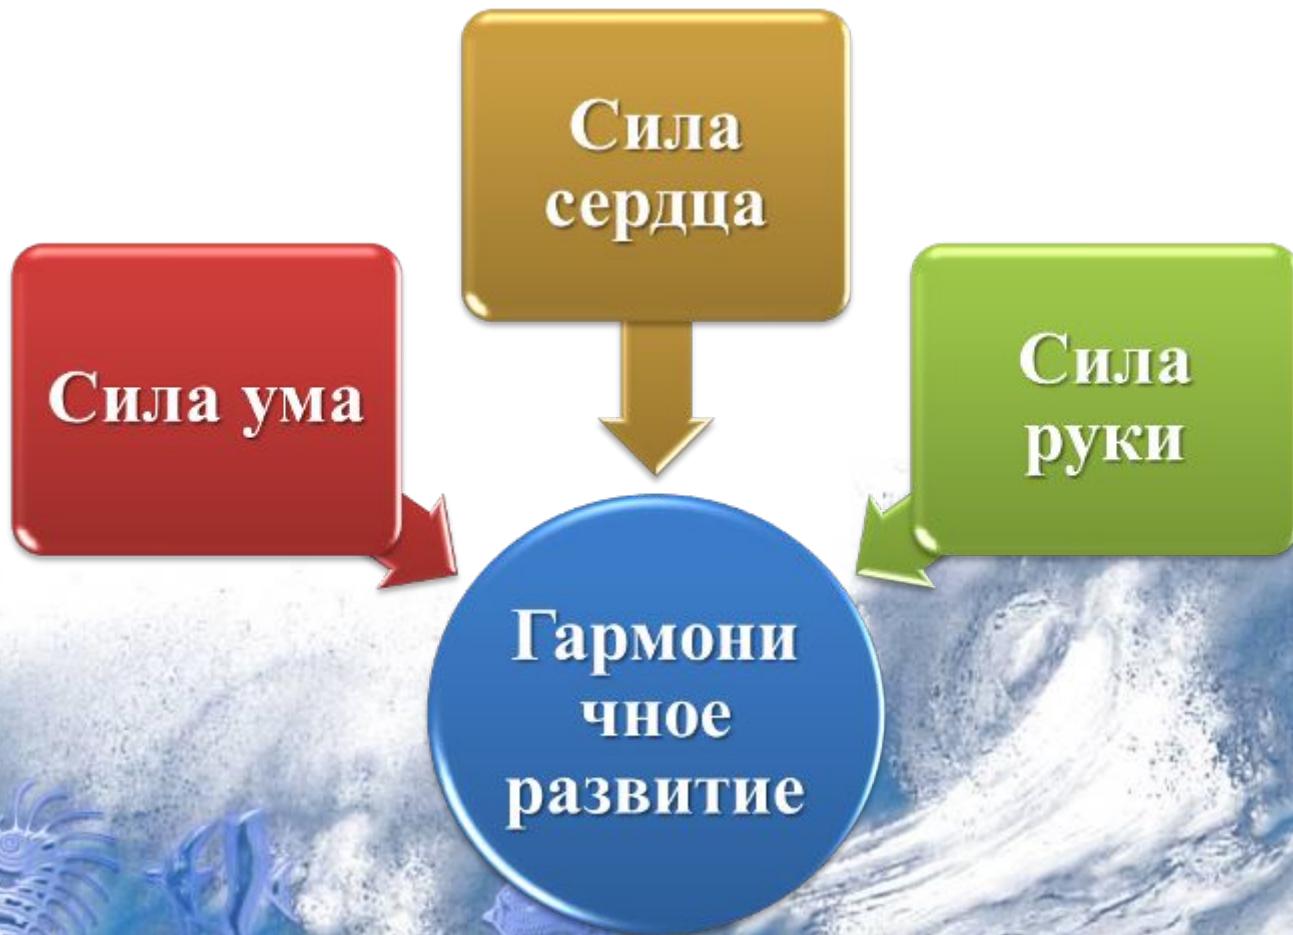 Сила
сердца
Сила ума
Сила
руки
Гармони
чное
развитие